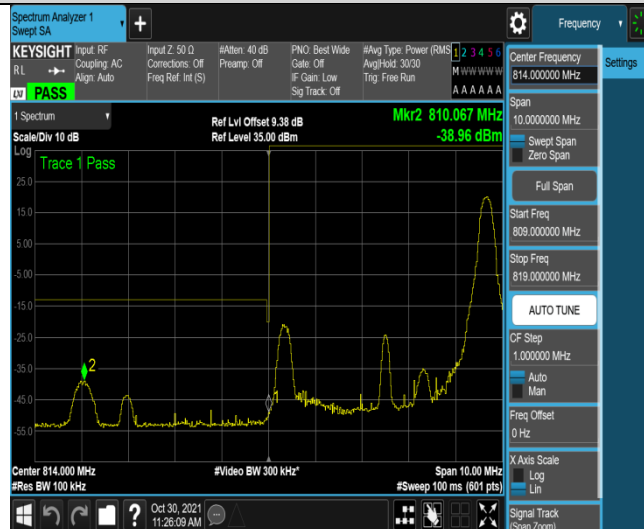 Spectrum Analyzer 1
Swept SA
Frequency
KEYSIGHT
RL
Input: RF
Coupling: AC
Align: Auto
Input Z: 50 Ω
Corrections: Off
Freq Ref: Int (S)
#Atten: 40 dB
Preamp: Off
PNO: Best Wide
Gate: Off
IF Gain: Low
Sig Track: Off
#Avg Type: Power (RMS
Avg|Hold: 30/30
Trig: Free Run
1 2 3 4 5 6
M W W W W W
A A A A A A
LXI PASS
1 Spectrum
Scale/Div 10 dB
Log
Ref Lvl Offset 9.38 dB
Ref Level 35.00 dBm
Mkr2 810.067 MHz
-38.96 dBm
Trace 1 Pass
25.0
15.0
5.00
-5.00
-15.0
-25.0
-35.0
-45.0
-55.0
2
Center 814.000 MHz
#Res BW 100 kHz
#Video BW 300 kHz*
Span 10.00 MHz
#Sweep 100 ms (601 pts)
Oct 30, 2021
11:26:09 AM
?
Center Frequency
814.000000 MHz
Settings
Span
10.0000000 MHz
Swept Span
Zero Span
Full Span
Start Freq
809.000000 MHz
Stop Freq
819.000000 MHz
AUTO TUNE
CF Step
1.000000 MHz
Auto
Man
Freq Offset
0 Hz
X Axis Scale
Log
Lin
Signal Track
(Span Zoom)